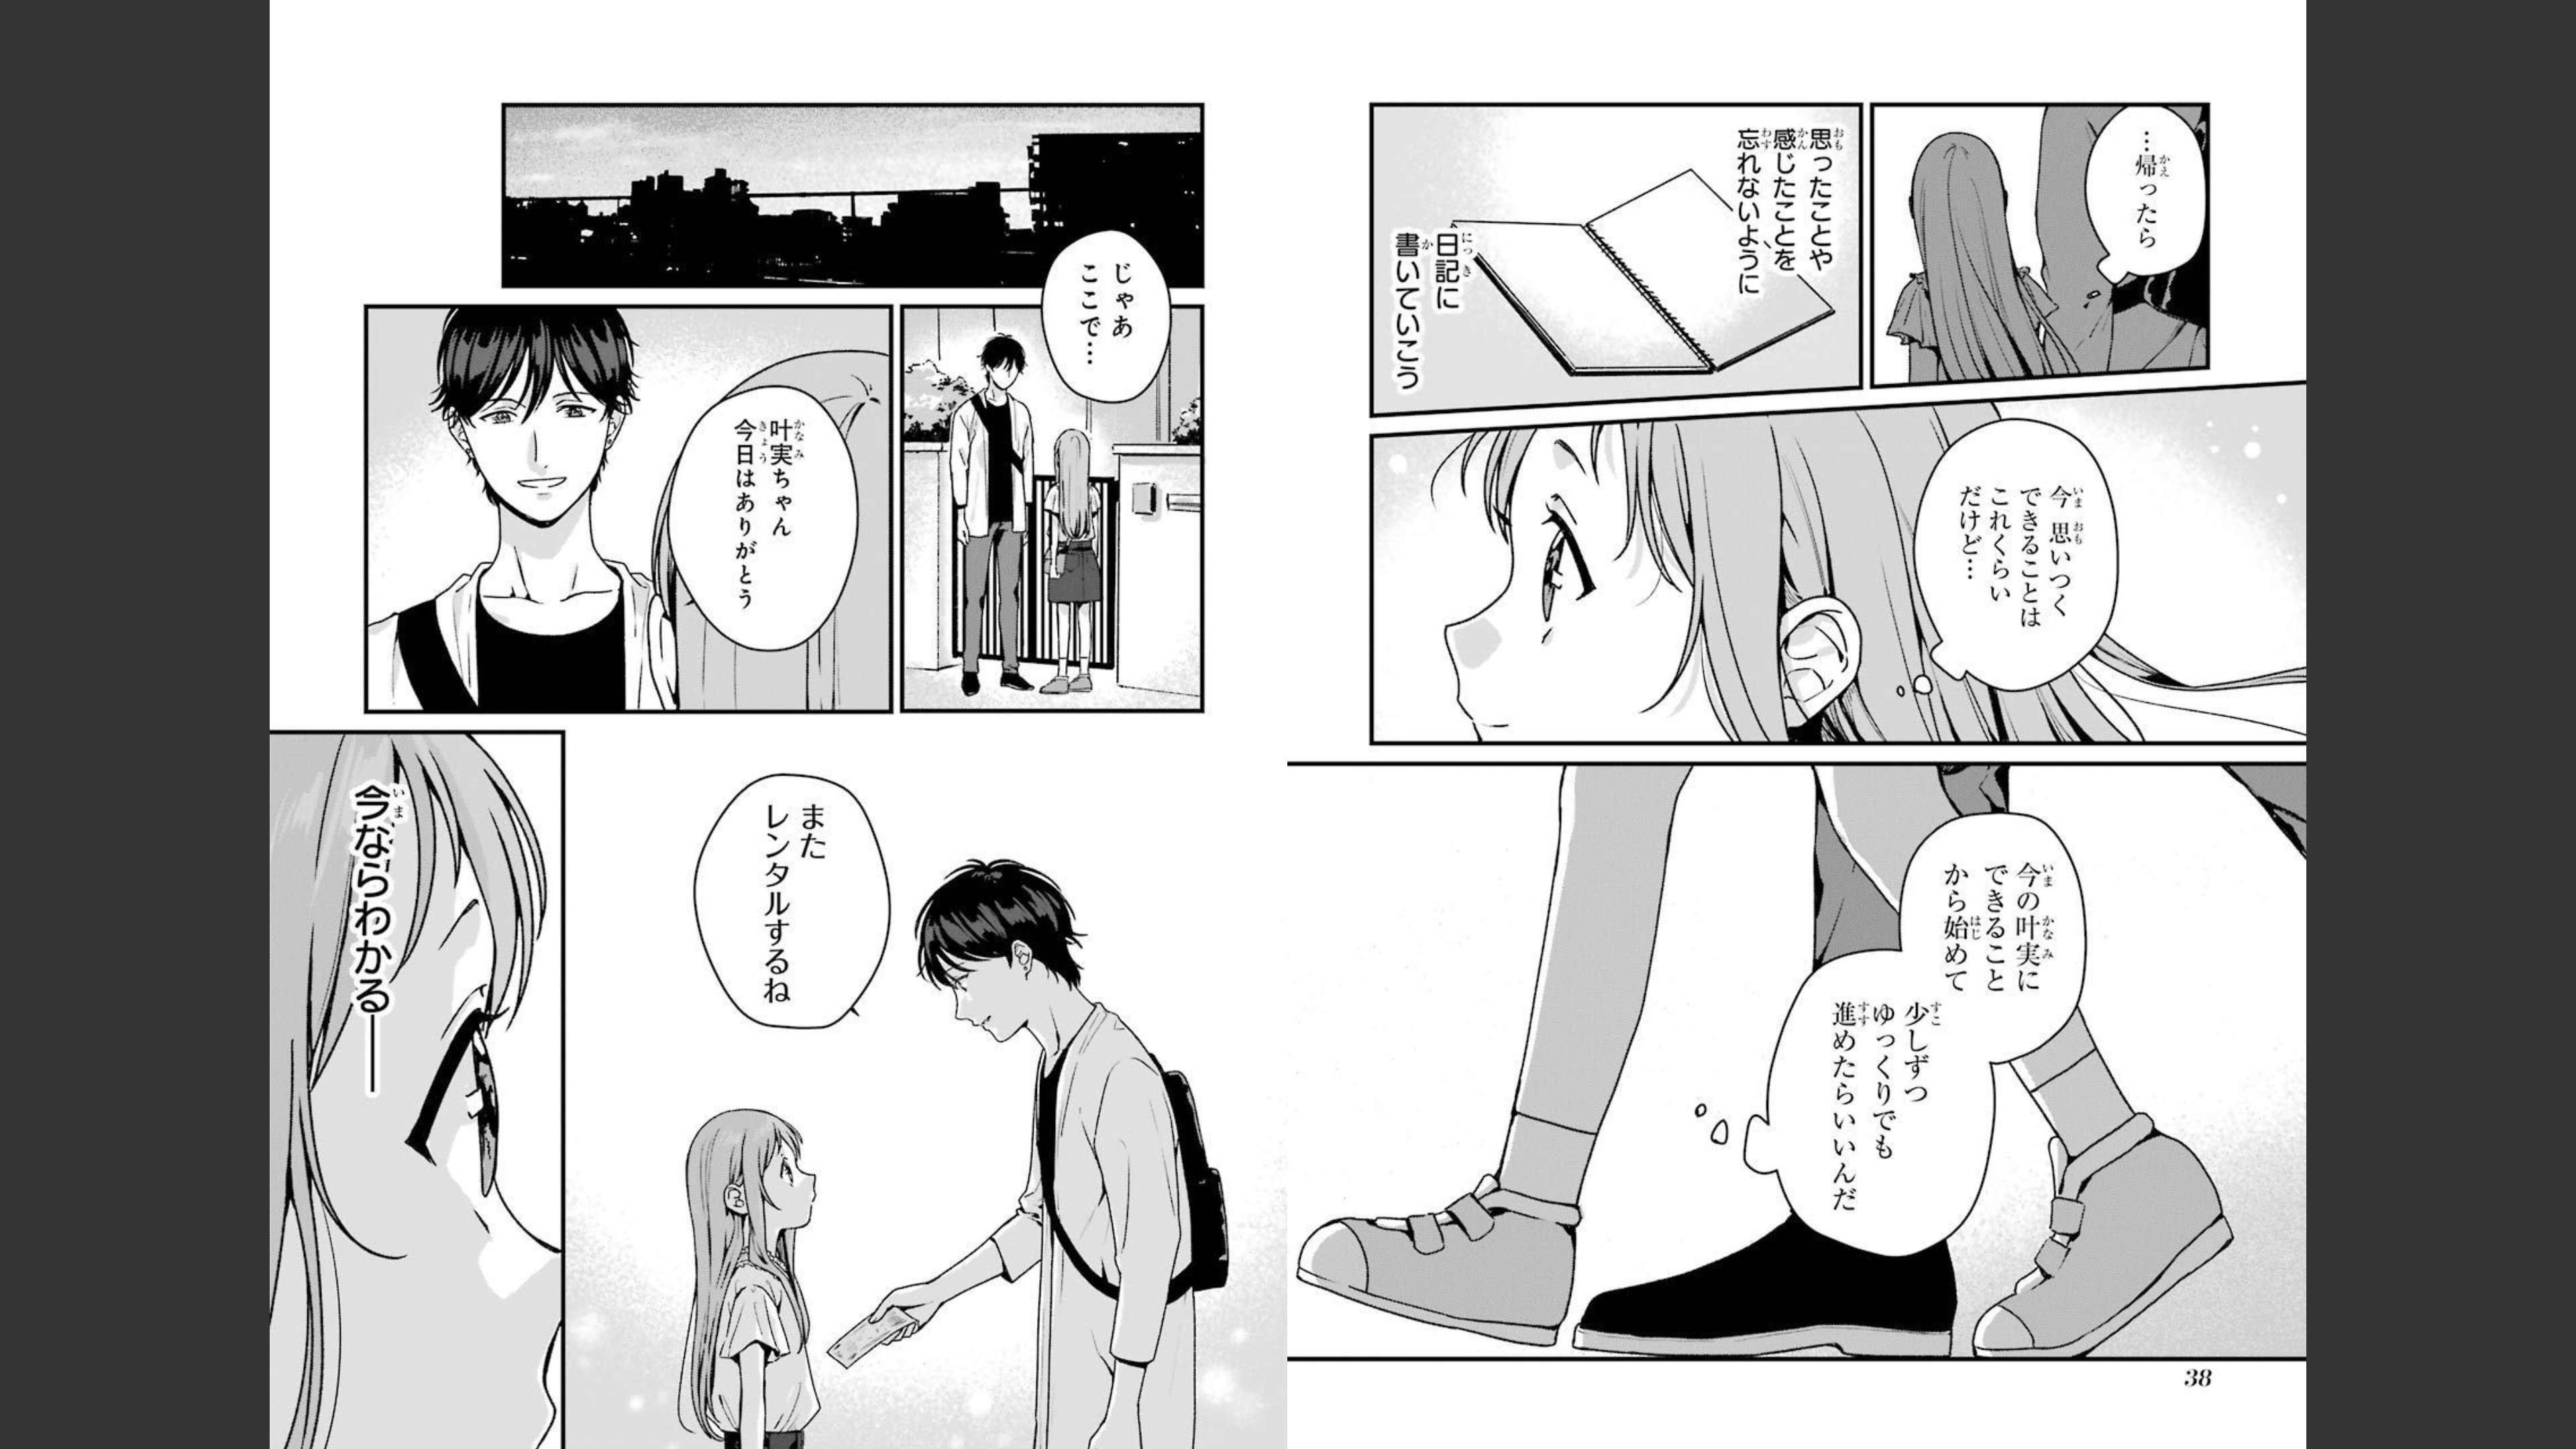 …帰ったら
思ったことや
感じたことを
忘れないように
日記に
書いていこう
今 思いつく
できることは
これくらい
だけど…
今の叶実に
できること
から始めて
少しずつ
ゆっくりでも
進めたらいいんだ
38
じゃあ
ここで…
叶実ちゃん
今日はありがとう
また
レンタルするね
今ならわかる──